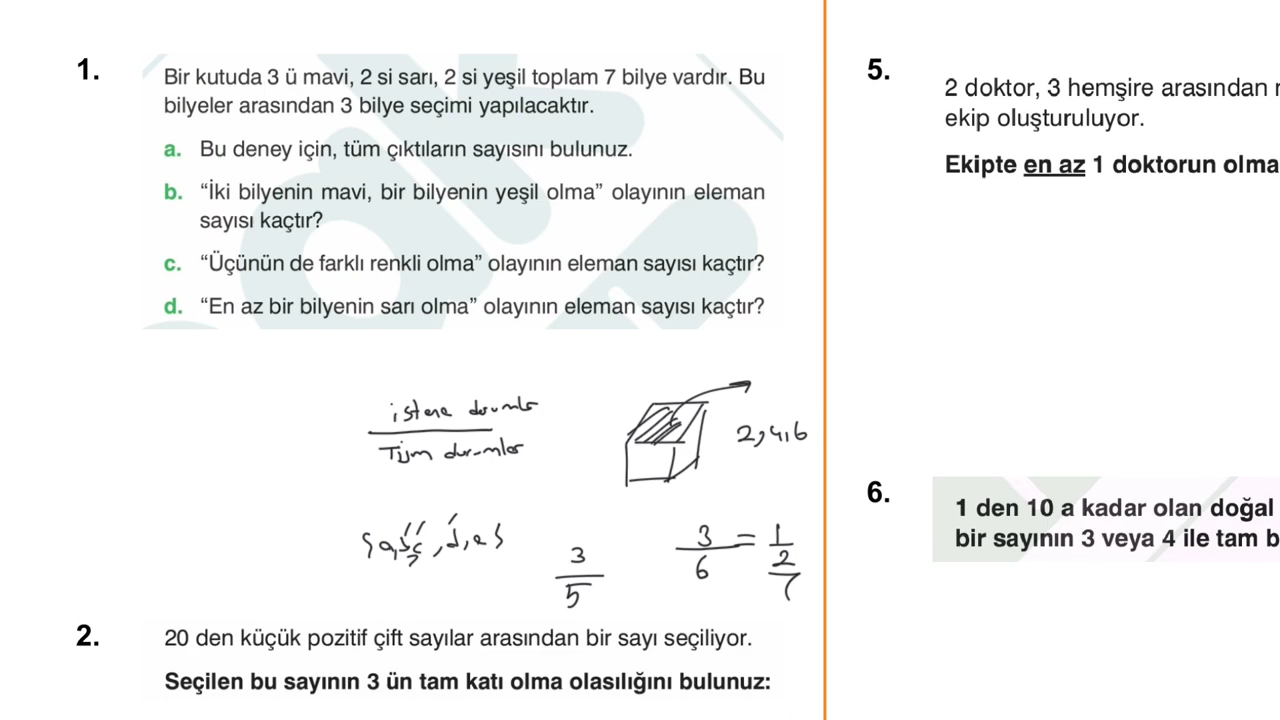 1.
Bir kutuda 3 ü mavi, 2 si sarı, 2 si yeşil toplam 7 bilye vardır. Bu
bilyeler arasından 3 bilye seçimi yapılacaktır.
a. Bu deney için, tüm çıktıların sayısını bulunuz.
b. “İki bilyenin mavi, bir bilyenin yeşil olma” olayının eleman
sayısı kaçtır?
c. “Üçünün de farklı renkli olma” olayının eleman sayısı kaçtır?
d. “En az bir bilyenin sarı olma” olayının eleman sayısı kaçtır?
Tüm durumlar
2,4,6
3/5
3/6 = 1/2
2.
20 den küçük pozitif çift sayılar arasından bir sayı seçiliyor.
Seçilen bu sayının 3 ün tam katı olma olasılığını bulunuz:
5.
2 doktor, 3 hemşire arasından
ekip oluşturuluyor.
Ekipte en az 1 doktorun olma
6.
1 den 10 a kadar olan doğal
bir sayının 3 veya 4 ile tam b